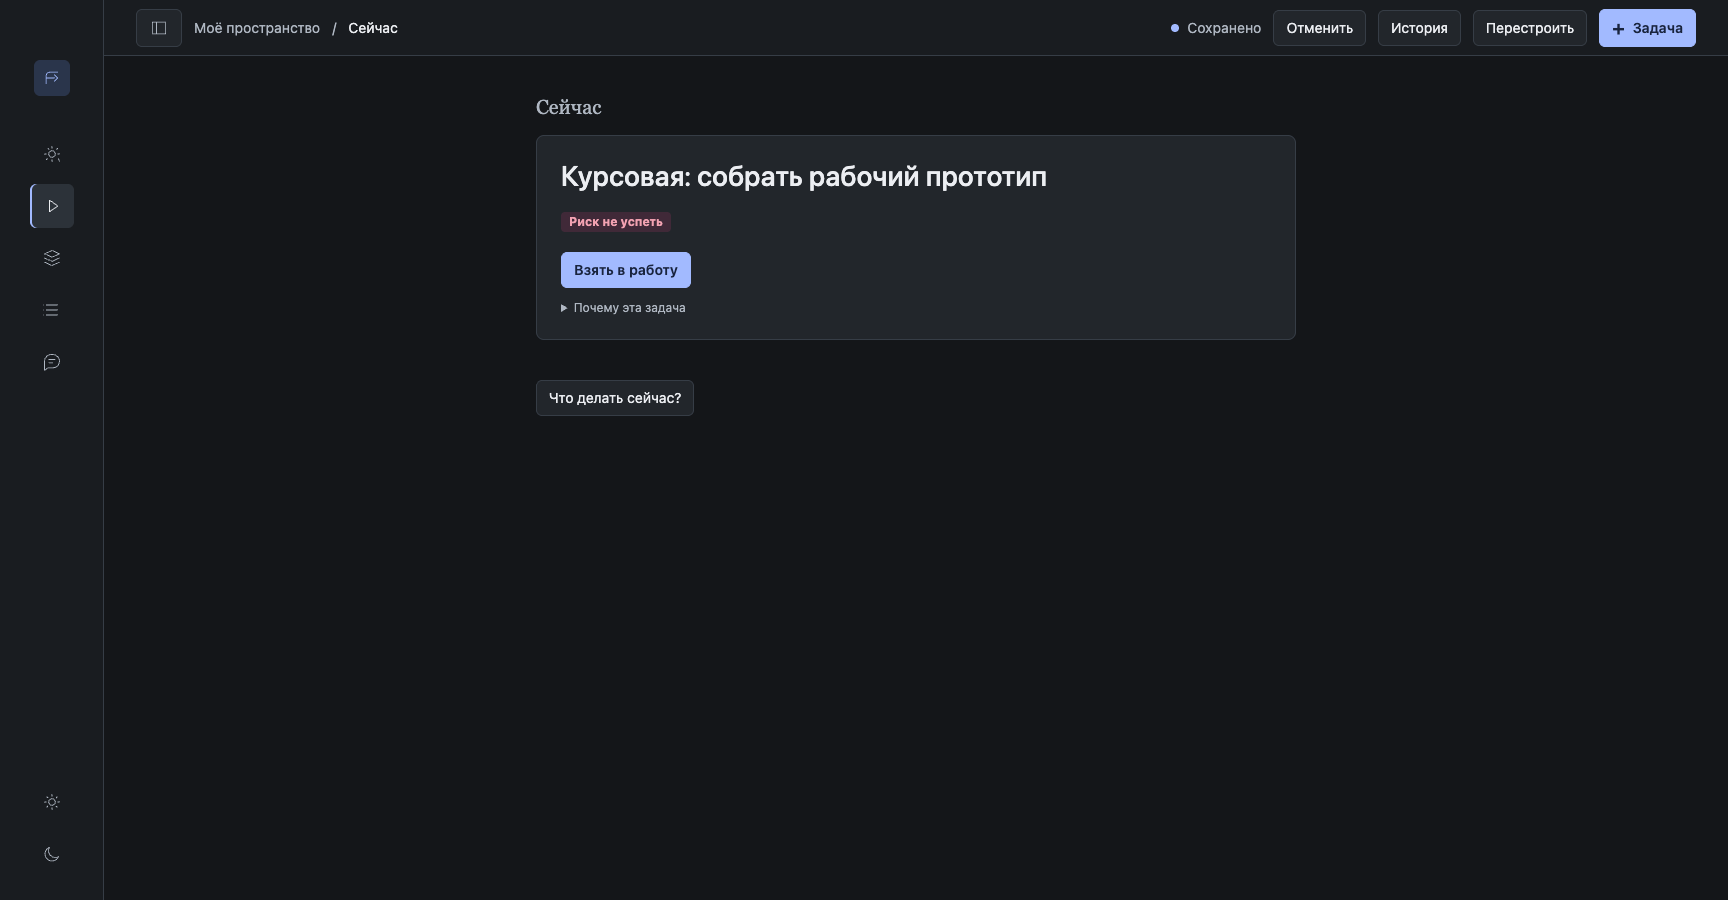 Моё пространство / Сейчас
Сохранено
Отменить
История
Перестроить
+ Задача
Сейчас
Курсовая: собрать рабочий прототип
Риск не успеть
Взять в работу
Почему эта задача
Что делать сейчас?